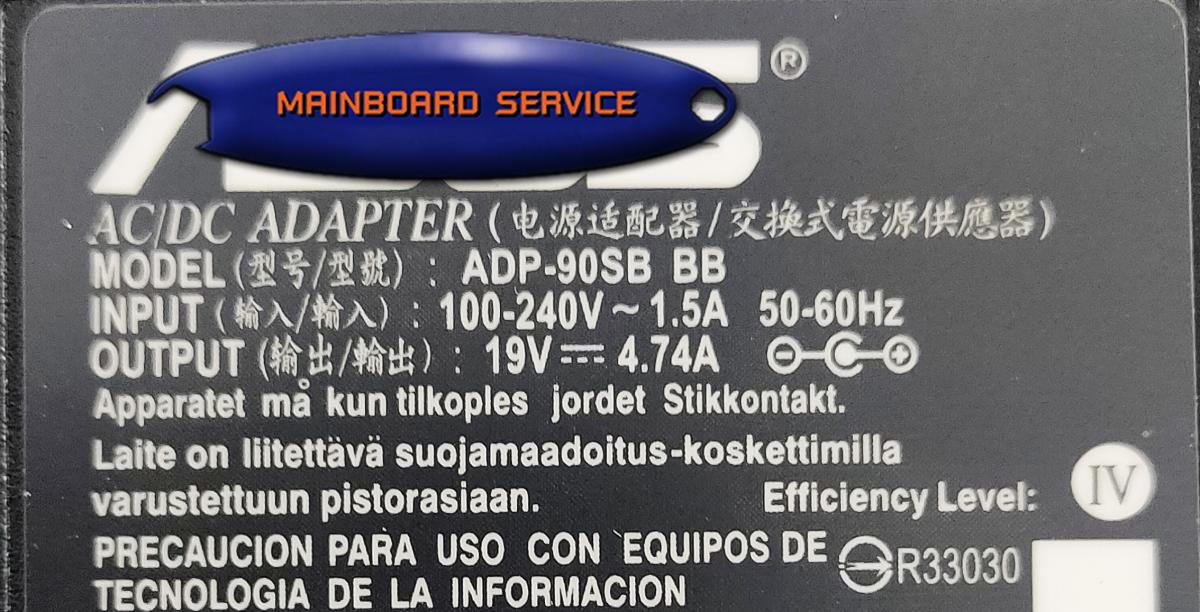 MAINBOARD SERVICE
®
AC/DC ADAPTER (电源适配器/交換式電源供應器)
MODEL (型号/型號) : ADP-90SB BB
INPUT (输入/輸入) : 100-240V ~ 1.5A 50-60Hz
OUTPUT (输出/輸出) : 19V ⎓ 4.74A
Apparatet må kun tilkoples jordet Stikkontakt.
Laite on liitettävä suojamaadoitus-koskettimilla
varustettuun pistorasiaan.
Efficiency Level: IV
PRECAUCION PARA USO CON EQUIPOS DE
TECNOLOGIA DE LA INFORMACION
R33030